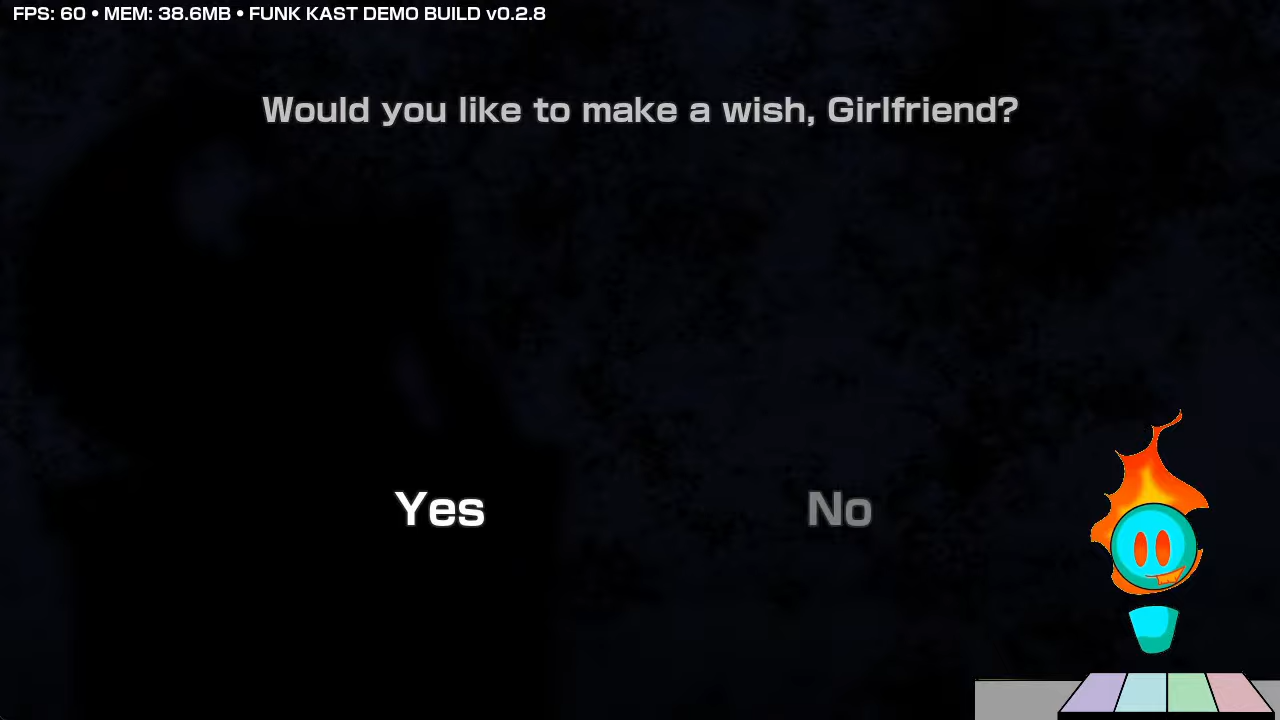 FPS: 60 • MEM: 38.6MB • FUNK KAST DEMO BUILD v0.2.8
Would you like to make a wish, Girlfriend?
Yes
No